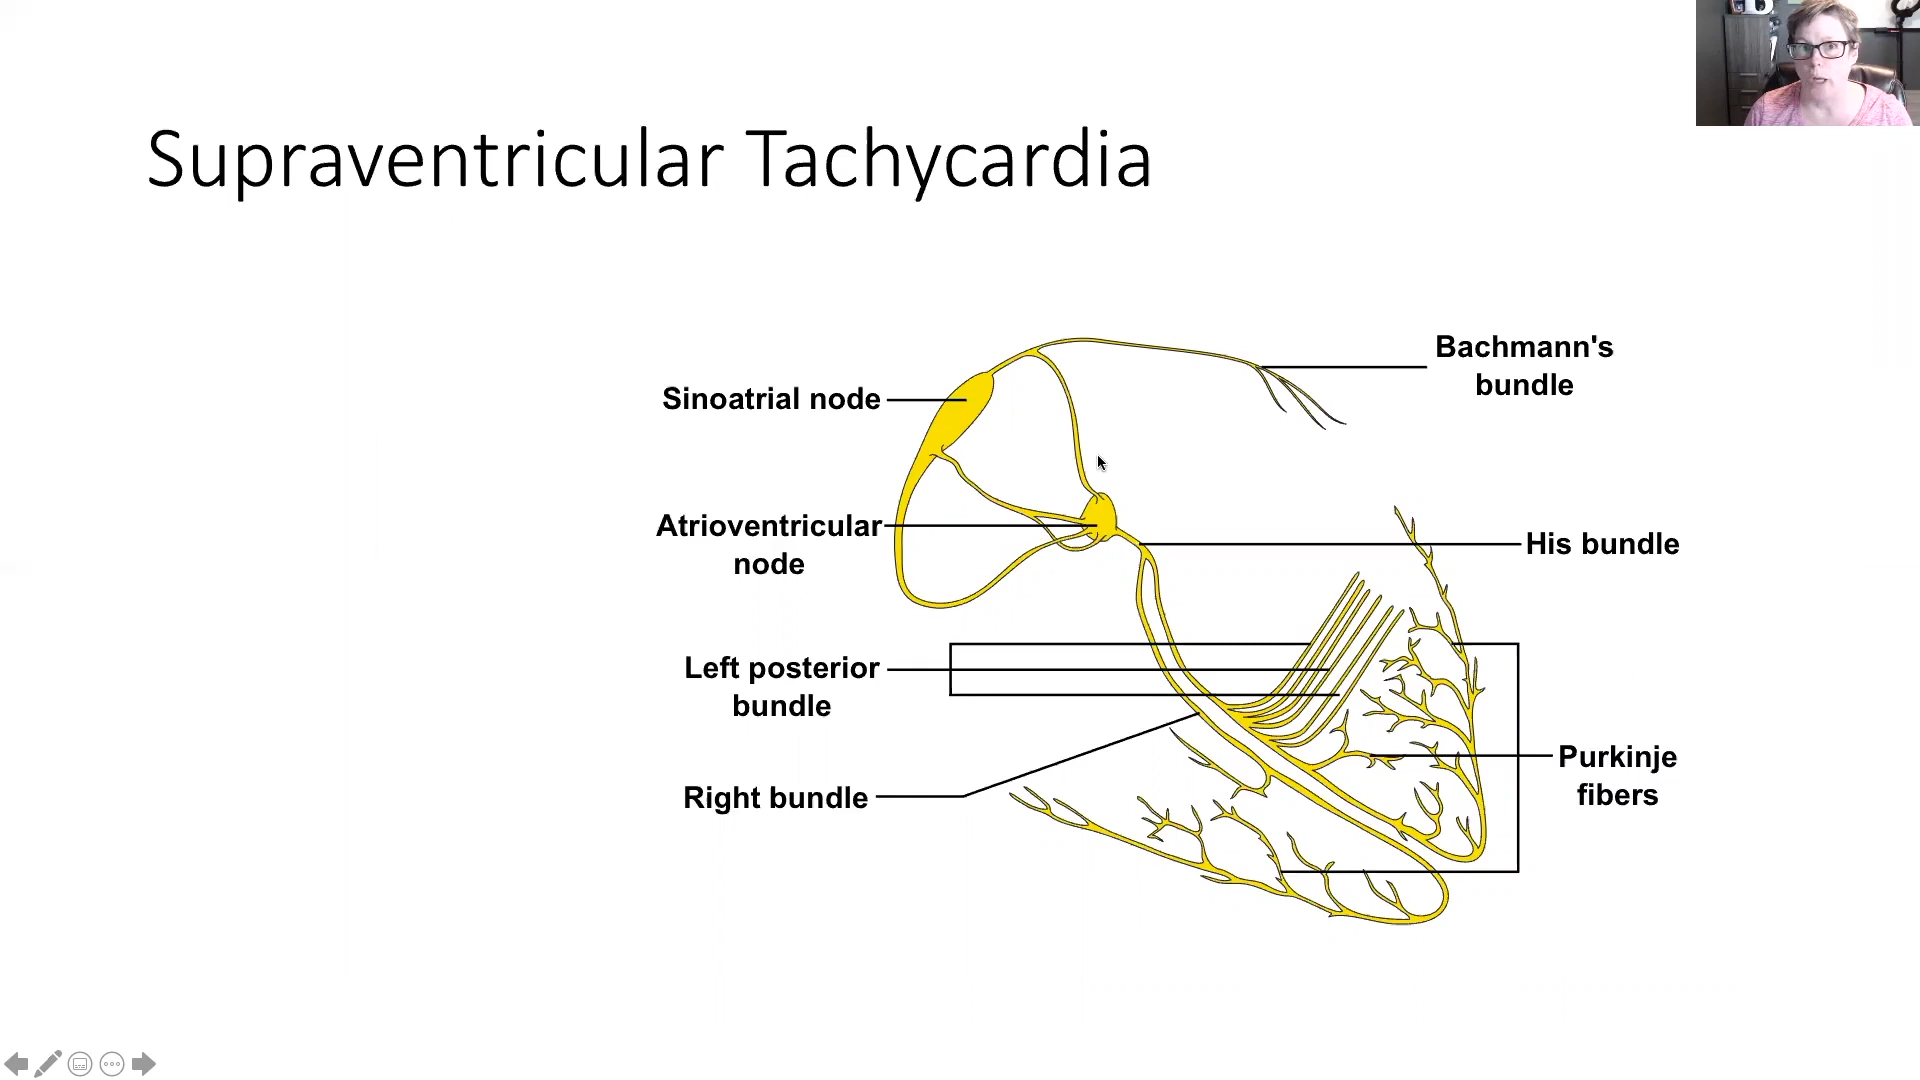 Supraventricular Tachycardia
Bachmann's
bundle
Sinoatrial node
Atrioventricular
node
His bundle
Left posterior
bundle
Purkinje
fibers
Right bundle